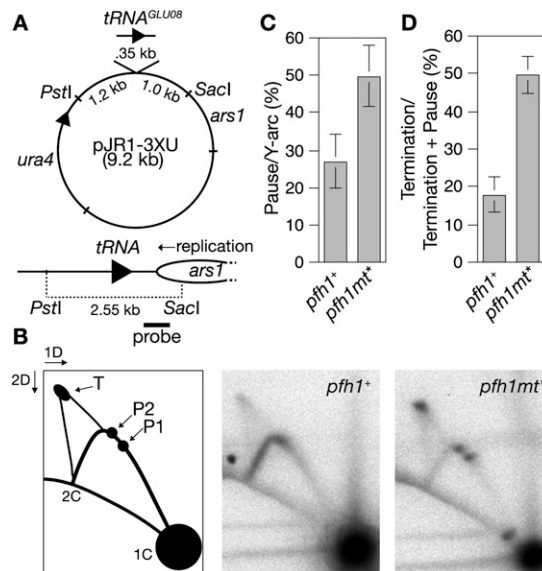 A
tRNAGLU08
.35 kb
PstI
1.2 kb
1.0 kb
SacI
ars1
pJR1-3XU
(9.2 kb)
ura4
tRNA
←replication
ars1
PstI
2.55 kb
SacI
probe
C
Pause/Y-arc (%)
60
50
40
30
20
10
0
pfh1+
pfh1mt*
D
Termination/
Termination + Pause (%)
60
50
40
30
20
10
0
pfh1+
pfh1mt*
B
1D
2D
T
P2
P1
2C
1C
pfh1+
pfh1mt*